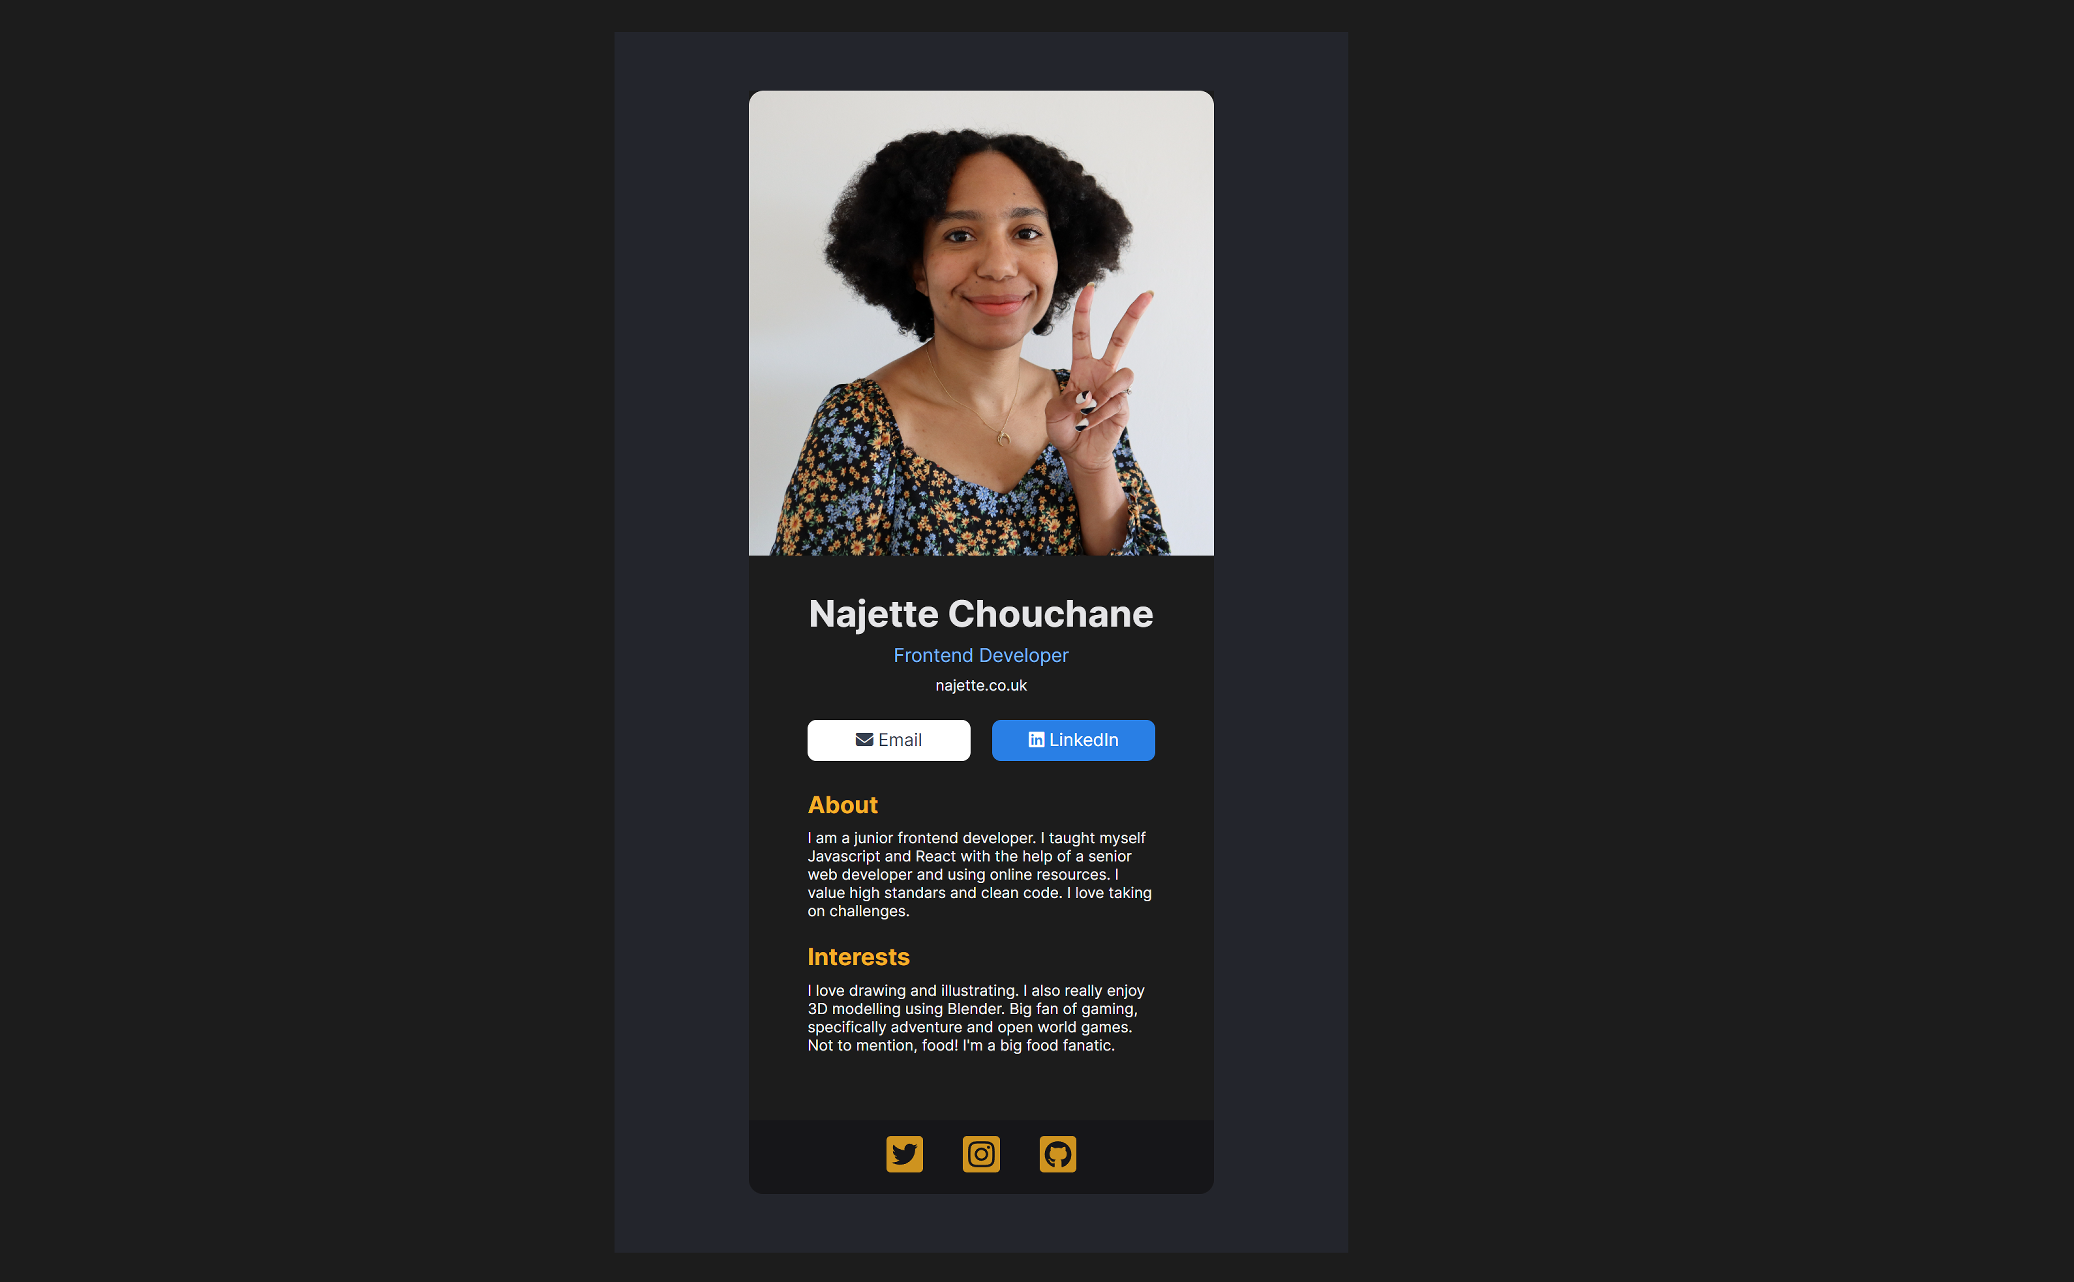 Najette Chouchane
Frontend Developer
najette.co.uk
Email
LinkedIn
About
I am a junior frontend developer. I taught myself
Javascript and React with the help of a senior
web developer and using online resources. I
value high standars and clean code. I love taking
on challenges.
Interests
I love drawing and illustrating. I also really enjoy
3D modelling using Blender. Big fan of gaming,
specifically adventure and open world games.
Not to mention, food! I'm a big food fanatic.